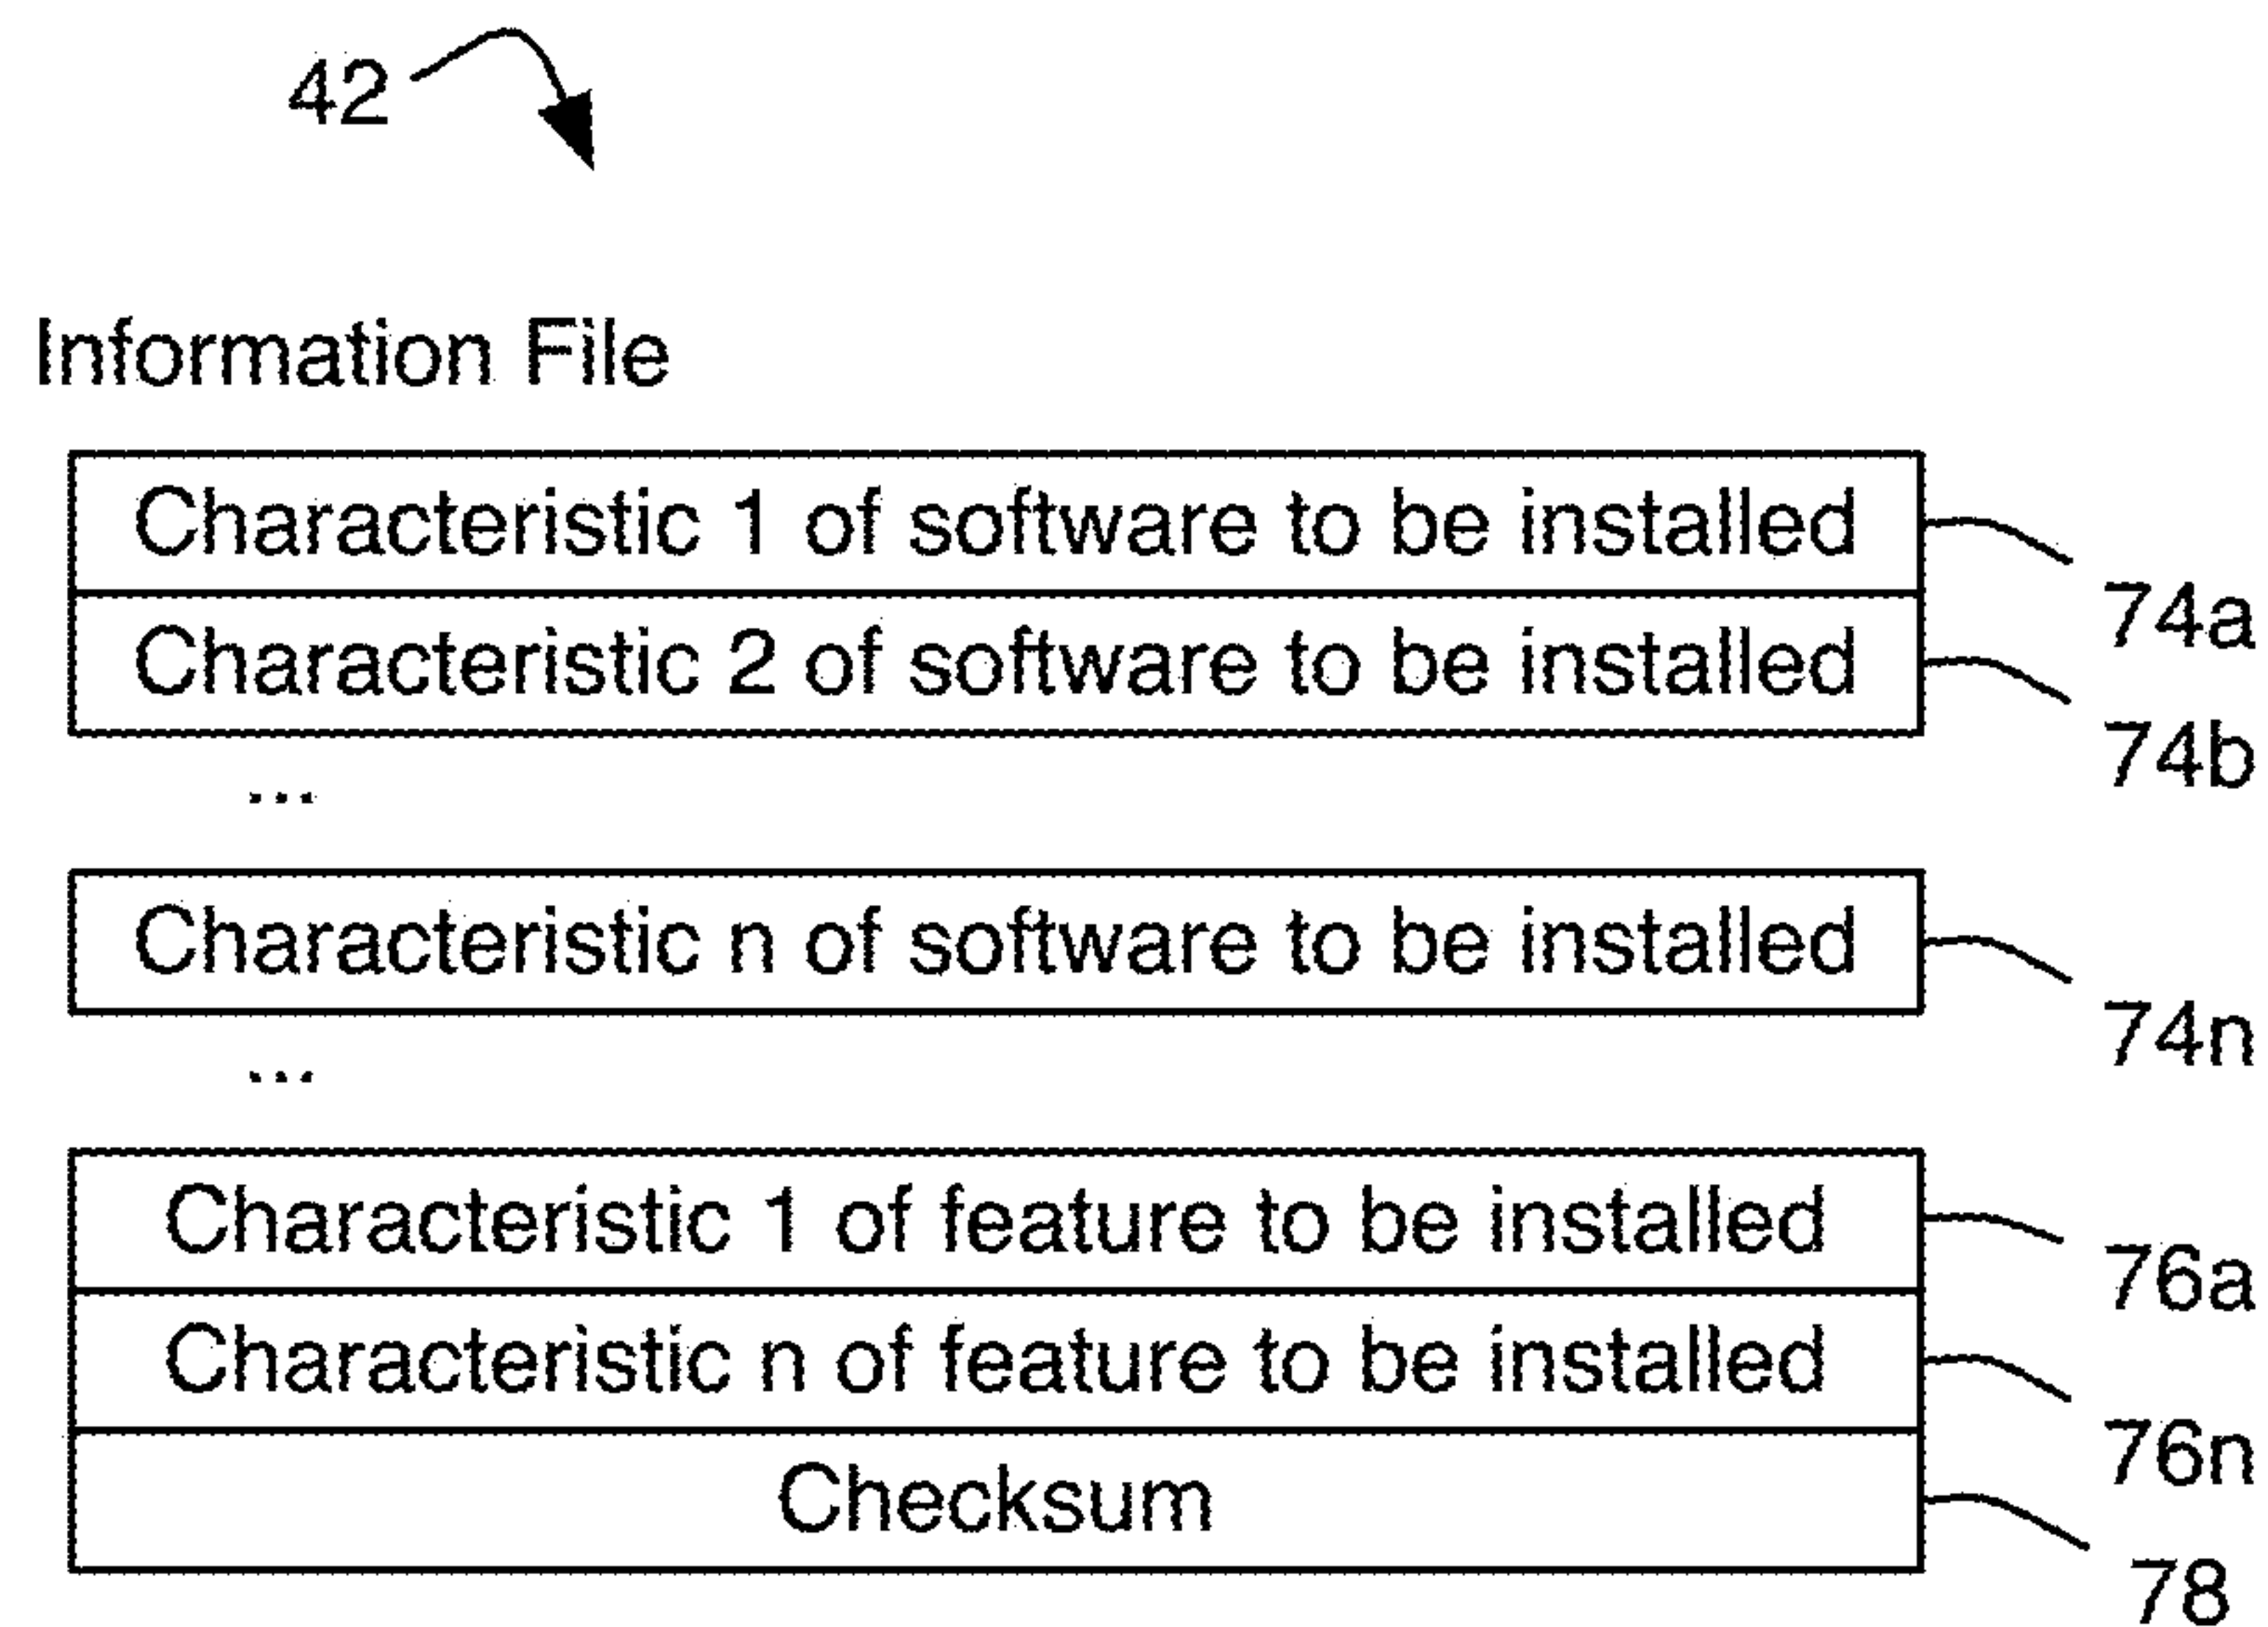 42
Information File
Characteristic 1 of software to be installed
74a
Characteristic 2 of software to be installed
74b
...
Characteristic n of software to be installed
74n
...
Characteristic 1 of feature to be installed
76a
Characteristic n of feature to be installed
76n
Checksum
78